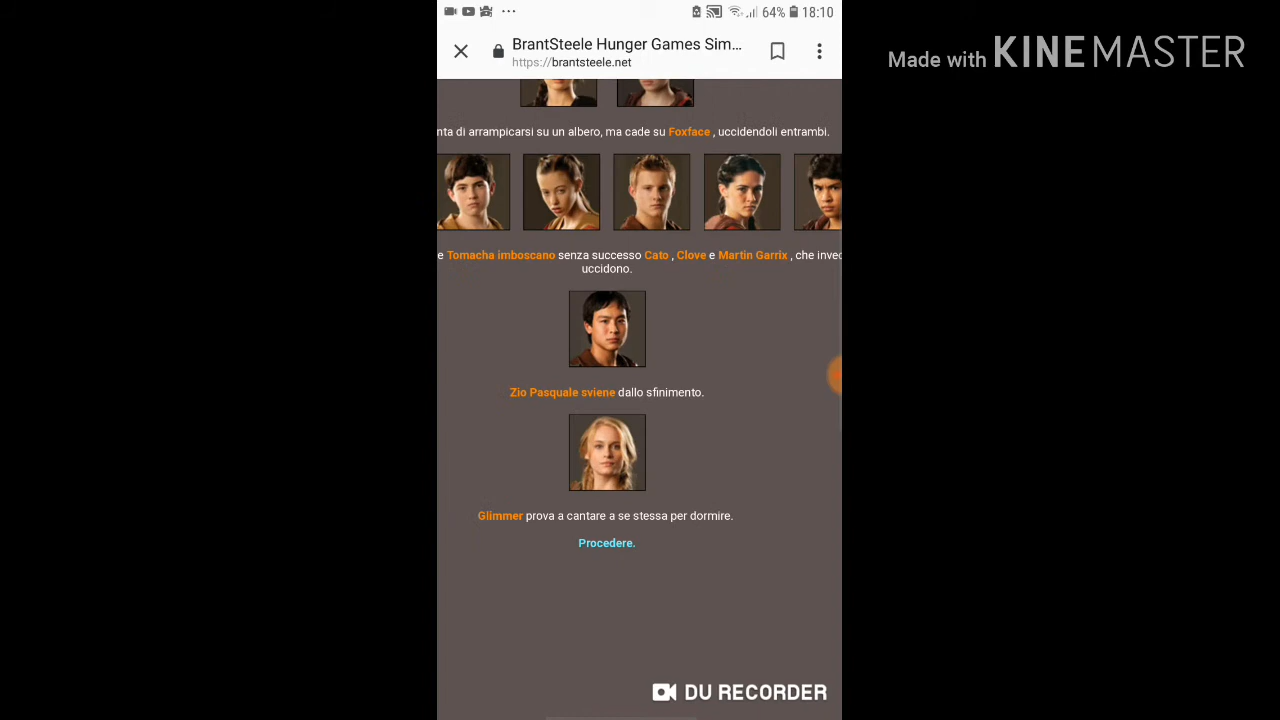 64% 18:10
BrantSteele Hunger Games Sim...
https://brantsteele.net
Made with KINEMASTER
nta di arrampicarsi su un albero, ma cade su Foxface , uccidendoli entrambi.
e Tomacha imboscano senza successo Cato , Clove e Martin Garrix , che invec
uccidono.
Zio Pasquale sviene dallo sfinimento.
Glimmer prova a cantare a se stessa per dormire.
Procedere.
DU RECORDER